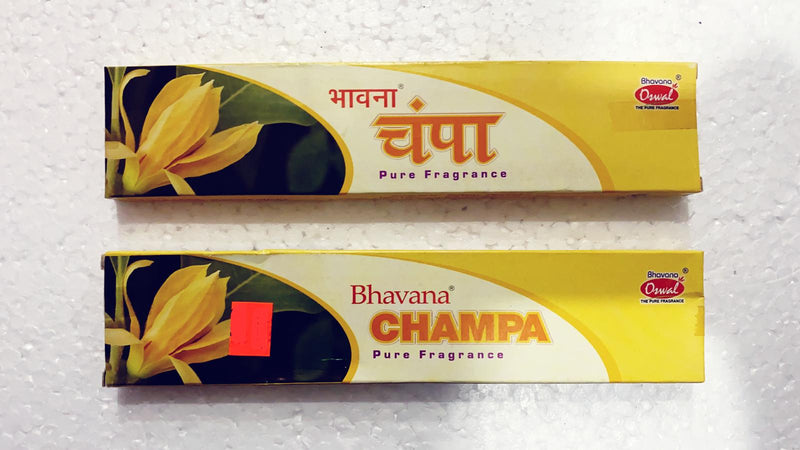 भावना®
चंपा
Pure Fragrance
Bhavana®
Oswal
THE PURE FRAGRANCE
Bhavana®
CHAMPA
Pure Fragrance
Bhavana®
Oswal
THE PURE FRAGRANCE